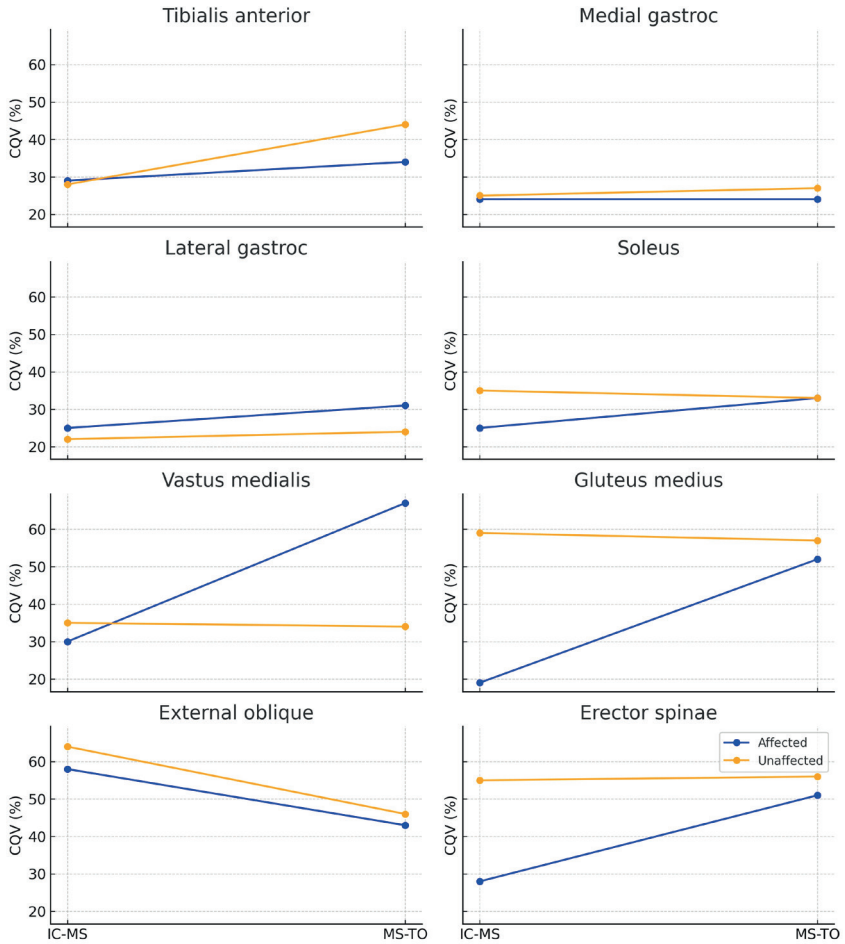 Tibialis anterior
CQV (%)
60
50
40
30
20
Medial gastroc
CQV (%)
Lateral gastroc
CQV (%)
60
50
40
30
20
Soleus
CQV (%)
Vastus medialis
CQV (%)
60
50
40
30
20
Gluteus medius
CQV (%)
External oblique
CQV (%)
60
50
40
30
20
IC-MS
MS-TO
Erector spinae
CQV (%)
Affected
Unaffected
IC-MS
MS-TO